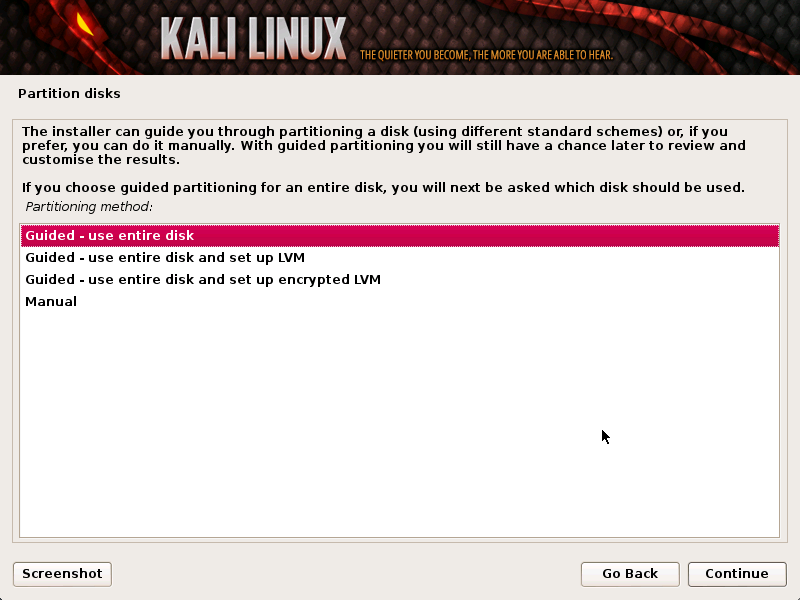 KALI LINUX
THE QUIETER YOU BECOME, THE MORE YOU ARE ABLE TO HEAR.
Partition disks
The installer can guide you through partitioning a disk (using different standard schemes) or, if you
prefer, you can do it manually. With guided partitioning you will still have a chance later to review and
customise the results.
If you choose guided partitioning for an entire disk, you will next be asked which disk should be used.
Partitioning method:
Guided - use entire disk
Guided - use entire disk and set up LVM
Guided - use entire disk and set up encrypted LVM
Manual
Screenshot
Go Back
Continue